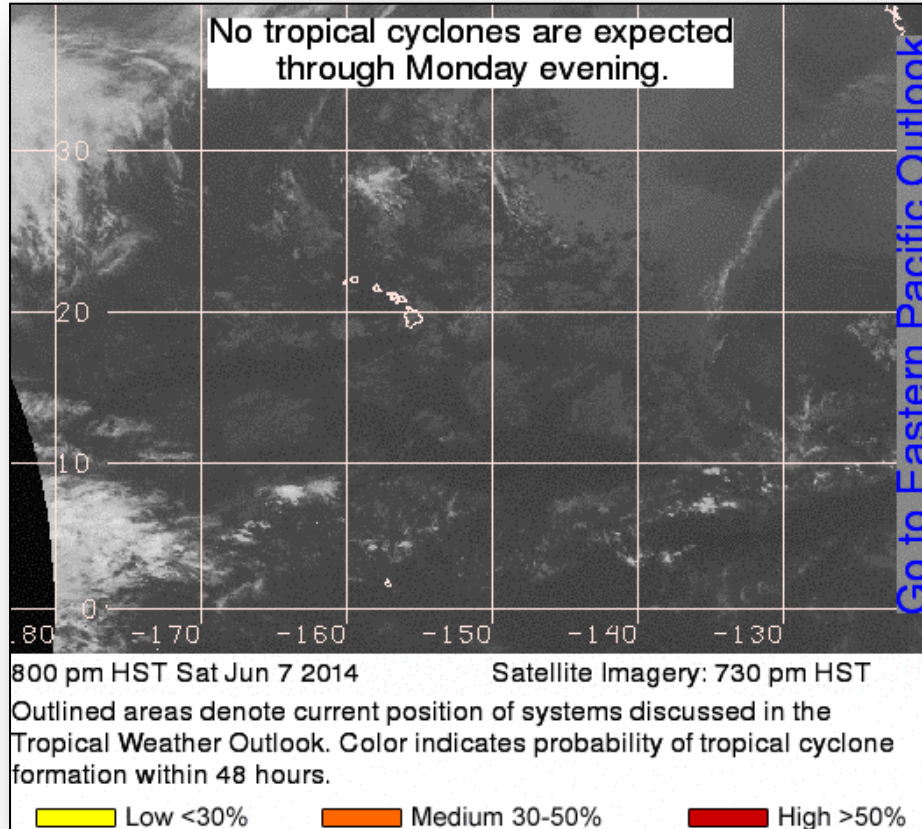 No tropical cyclones are expected
through Monday evening.
Go to Eastern Pacific Outlook
30
20
10
0
.80
-170
-160
-150
-140
-130
800 pm HST Sat Jun 7 2014
Satellite Imagery: 730 pm HST
Outlined areas denote current position of systems discussed in the
Tropical Weather Outlook. Color indicates probability of tropical cyclone
formation within 48 hours.
Low <30%
Medium 30-50%
High >50%